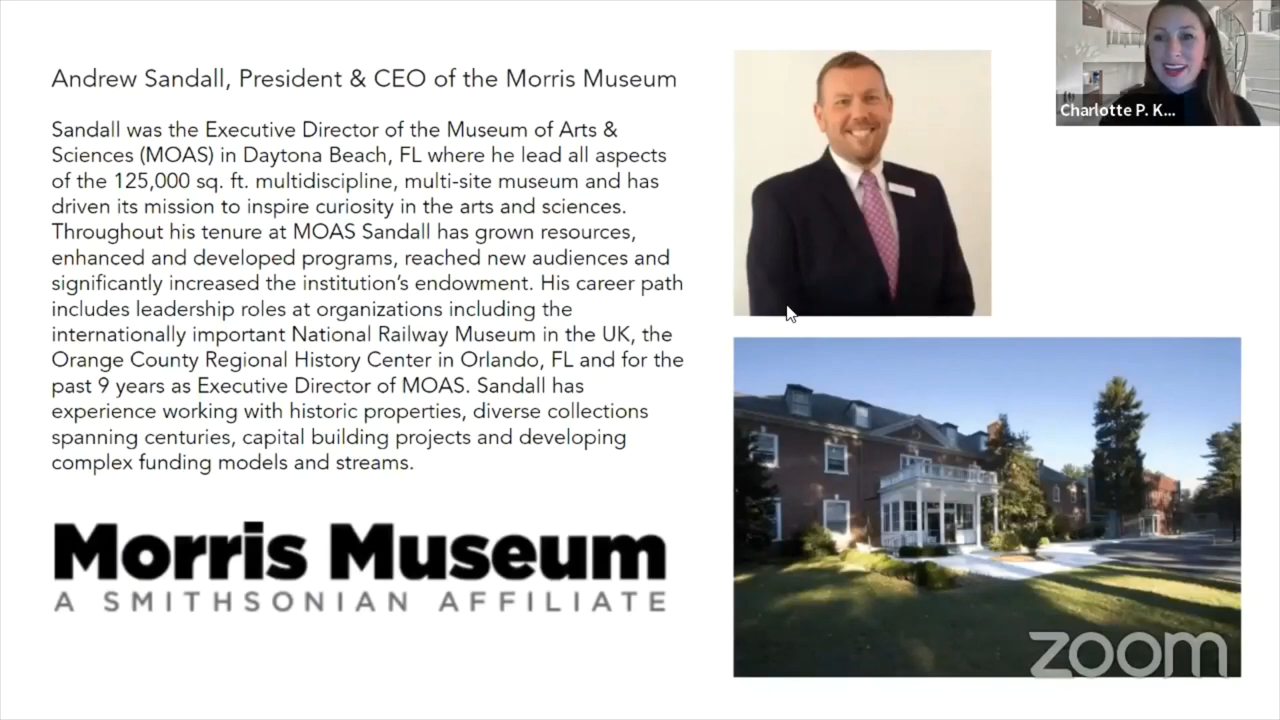 Andrew Sandall, President & CEO of the Morris Museum
Sandall was the Executive Director of the Museum of Arts &
Sciences (MOAS) in Daytona Beach, FL where he lead all aspects
of the 125,000 sq. ft. multidiscipline, multi-site museum and has
driven its mission to inspire curiosity in the arts and sciences.
Throughout his tenure at MOAS Sandall has grown resources,
enhanced and developed programs, reached new audiences and
significantly increased the institution's endowment. His career path
includes leadership roles at organizations including the
internationally important National Railway Museum in the UK, the
Orange County Regional History Center in Orlando, FL and for the
past 9 years as Executive Director of MOAS. Sandall has
experience working with historic properties, diverse collections
spanning centuries, capital building projects and developing
complex funding models and streams.
Morris Museum
A SMITHSONIAN AFFILIATE
Charlotte P. K...
zoom